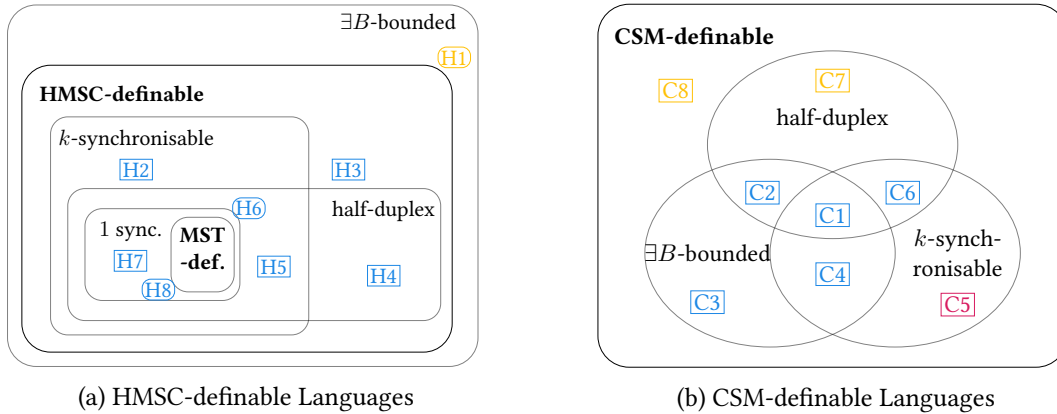 ∃B-bounded
H1
HMSC-definable
k-synchronisable
H2
H3
H6
half-duplex
1 sync.
MST
-def.
H7
H5
H4
H8
(a) HMSC-definable Languages
CSM-definable
C8
C7
half-duplex
C2
C6
C1
∃B-bounded
k-synch-
ronisable
C4
C3
C5
(b) CSM-definable Languages